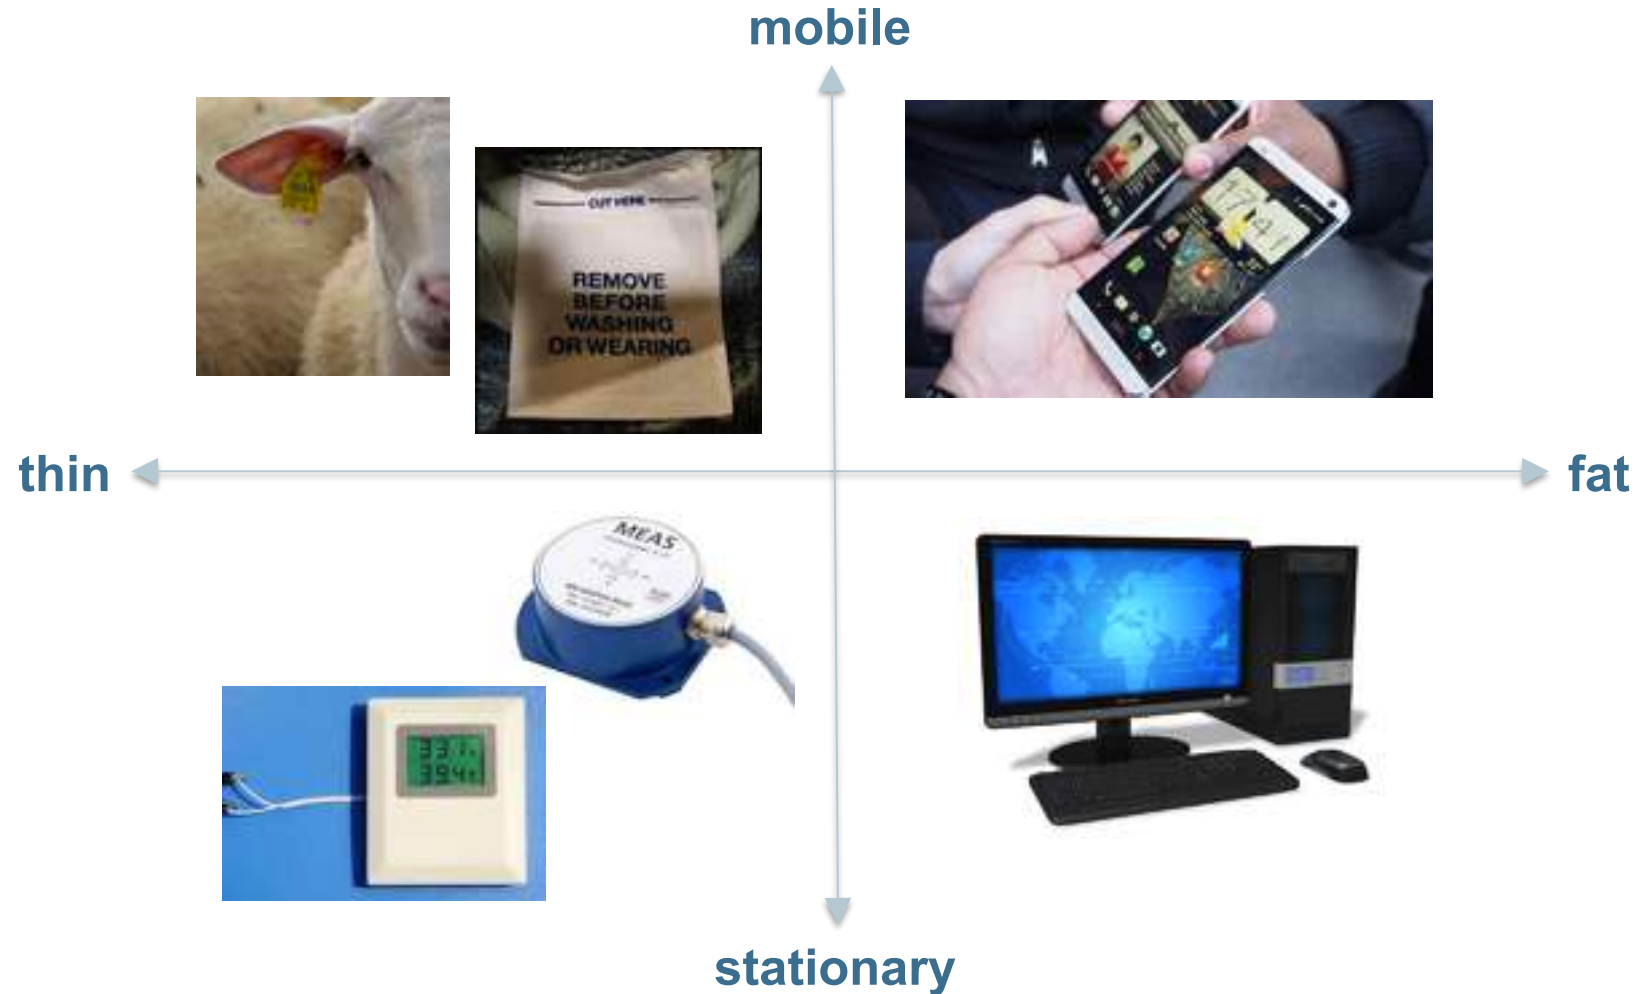 mobile
CUT HERE
REMOVE
BEFORE
WASHING
OR WEARING
thin
fat
MEAS
stationary